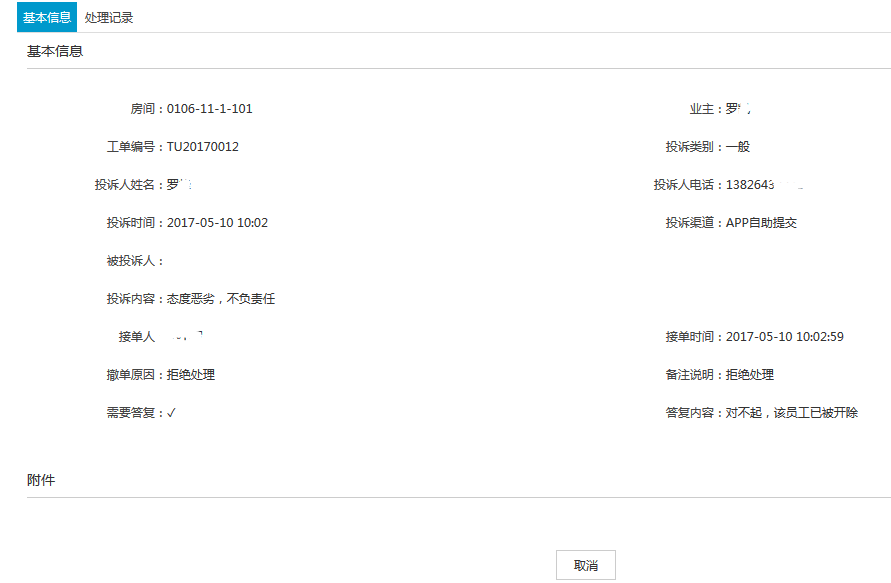 基本信息 处理记录
基本信息
房间：0106-11-1-101 业主：罗
工单编号：TU20170012 投诉类别：一般
投诉人姓名：罗 投诉人电话：1382643
投诉时间：2017-05-10 10:02 投诉渠道：APP自助提交
被投诉人：
投诉内容：态度恶劣，不负责任
接单人 接单时间：2017-05-10 10:02:59
撤单原因：拒绝处理 备注说明：拒绝处理
需要答复：✓ 答复内容：对不起，该员工已被开除
附件
取消